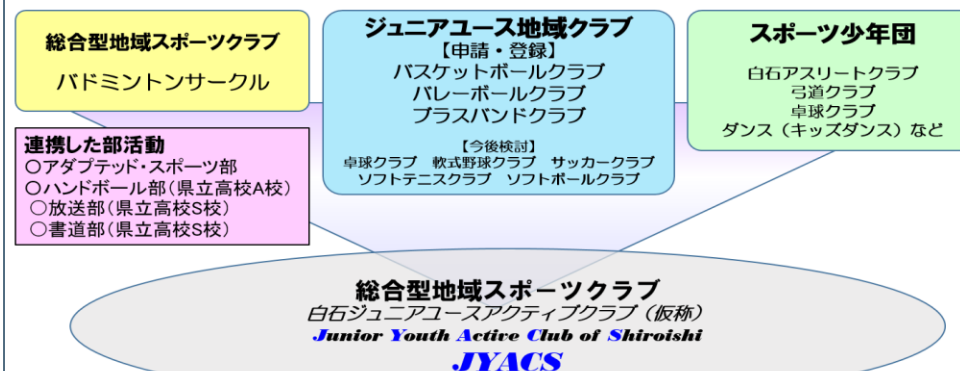 総合型地域スポーツクラブ
バドミントンサークル
連携した部活動
○アダプテッド・スポーツ部
○ハンドボール部(県立高校A校)
○放送部(県立高校S校)
○書道部(県立高校S校)
ジュニアユース地域クラブ
【申請・登録】
バスケットボールクラブ
バレーボールクラブ
ブラスバンドクラブ
【今後検討】
卓球クラブ 軟式野球クラブ サッカークラブ
ソフトテニスクラブ ソフトボールクラブ
スポーツ少年団
白石アスリートクラブ
弓道クラブ
卓球クラブ
ダンス(キッズダンス)など
総合型地域スポーツクラブ
白石ジュニアユースアクティブクラブ(仮称)
Junior Youth Active Club of Shiroishi
JYACS